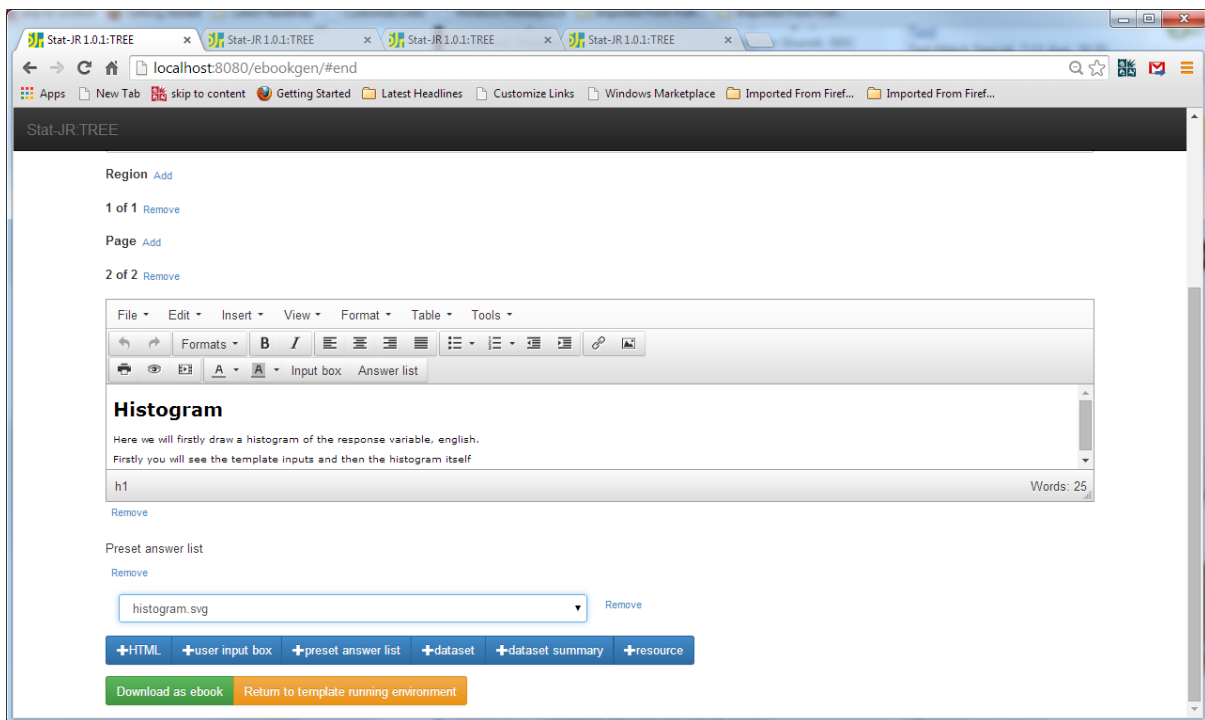 Stat-JR 1.0.1:TREE Stat-JR 1.0.1:TREE Stat-JR 1.0.1:TREE Stat-JR 1.0.1:TREE
localhost:8080/ebookgen/#end
Apps New Tab skip to content Getting Started Latest Headlines Customize Links Windows Marketplace Imported From Firef... Imported From Firef...
Stat-JR:TREE
Region Add
1 of 1 Remove
Page Add
2 of 2 Remove
File Edit Insert View Format Table Tools
Formats B I
A A Input box Answer list
Histogram
Here we will firstly draw a histogram of the response variable, english.
Firstly you will see the template inputs and then the histogram itself
h1 Words: 25
Remove
Preset answer list
Remove
histogram.svg Remove
+HTML +user input box +preset answer list +dataset +dataset summary +resource
Download as ebook Return to template running environment